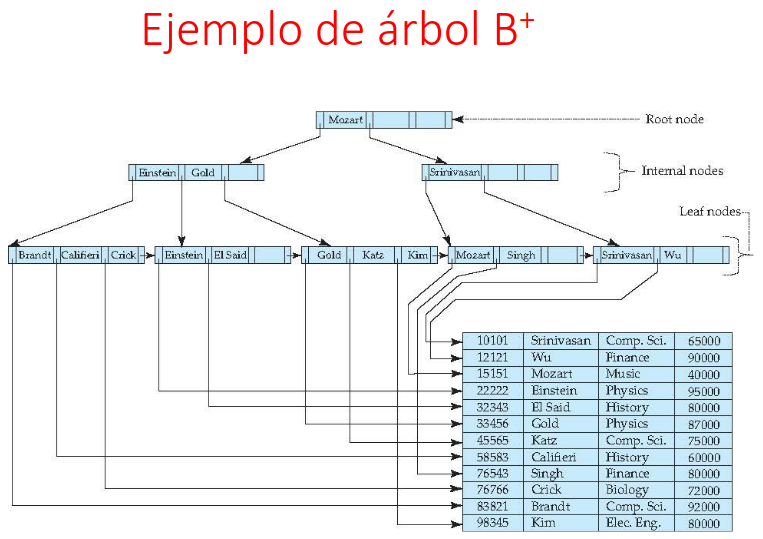 Ejemplo de árbol B+
Mozart
Root node
Einstein Gold
Srinivasan
Internal nodes
Leaf nodes
Brandt Califieri Crick
Einstein El Said
Gold Katz Kim
Mozart Singh
Srinivasan Wu
10101 Srinivasan Comp. Sci. 65000
12121 Wu Finance 90000
15151 Mozart Music 40000
22222 Einstein Physics 95000
32343 El Said History 80000
33456 Gold Physics 87000
45565 Katz Comp. Sci. 75000
58583 Califieri History 60000
76543 Singh Finance 80000
76766 Crick Biology 72000
83821 Brandt Comp. Sci. 92000
98345 Kim Elec. Eng. 80000